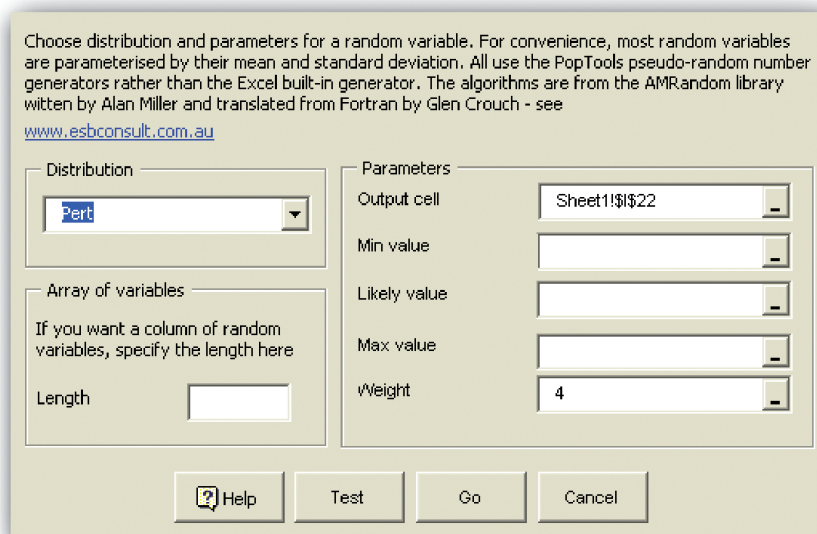 Choose distribution and parameters for a random variable. For convenience, most random variables
are parameterised by their mean and standard deviation. All use the PopTools pseudo-random number
generators rather than the Excel built-in generator. The algorithms are from the AMRandom library
witten by Alan Miller and translated from Fortran by Glen Crouch - see
www.esbconsult.com.au
Distribution
Pert
Array of variables
If you want a column of random
variables, specify the length here
Length
Parameters
Output cell Sheet1!$I$22
Min value
Likely value
Max value
Weight 4
Help Test Go Cancel